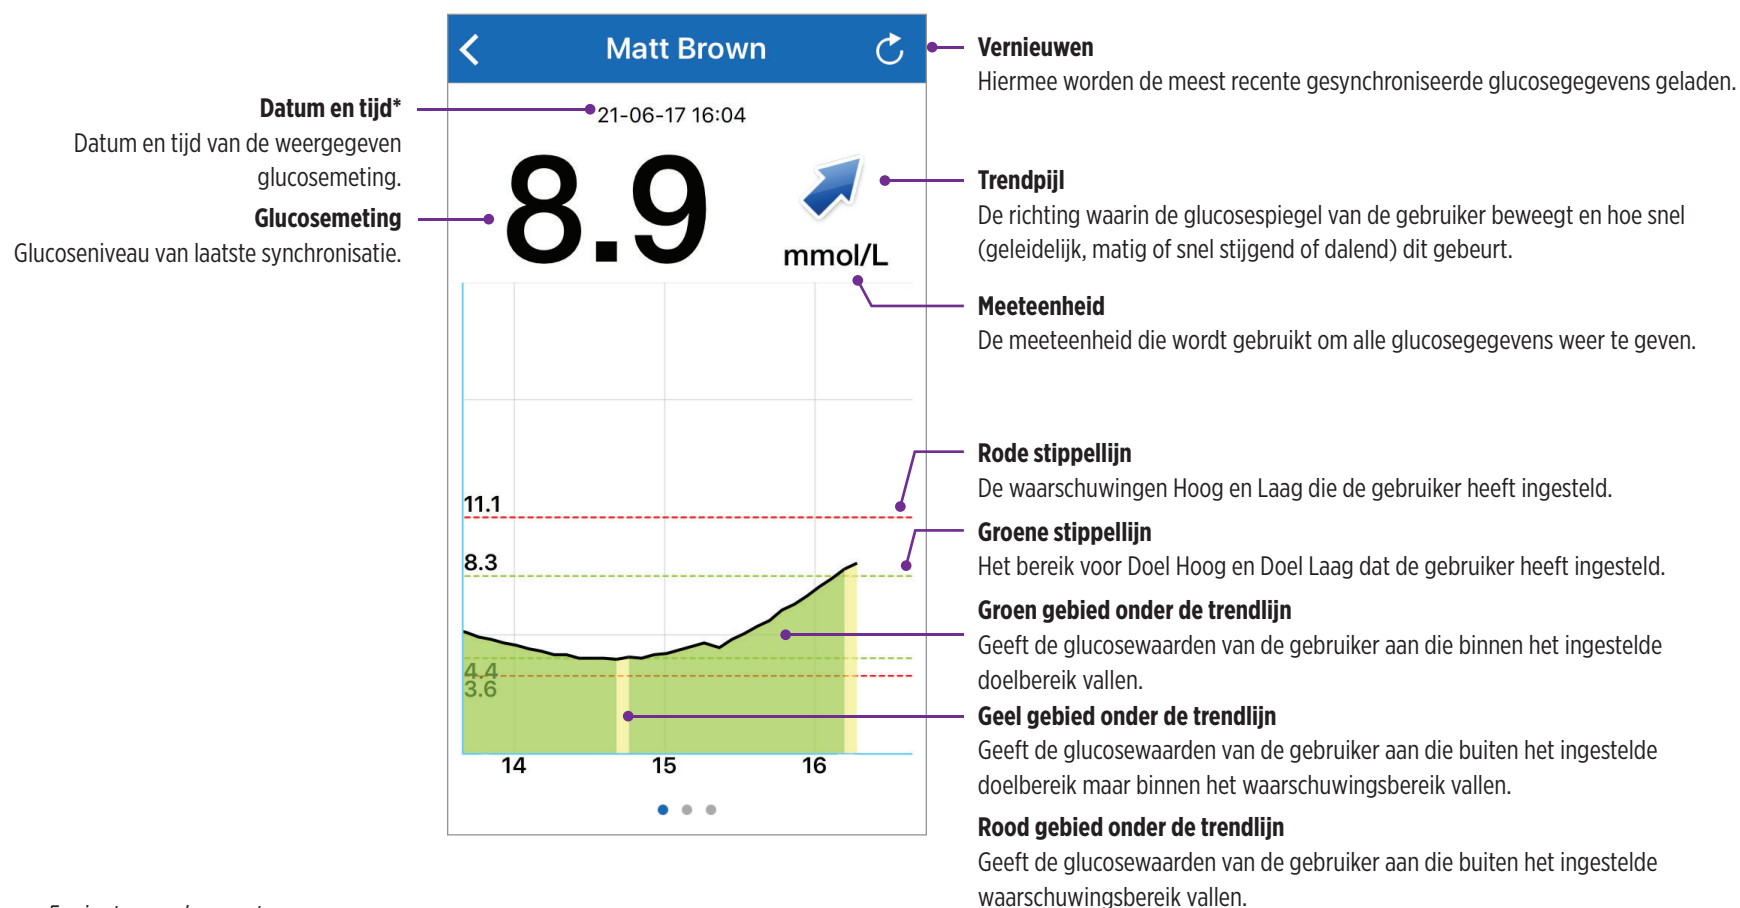 Matt Brown
21-06-17 16:04
8.9
mmol/L
11.1
8.3
4.4
3.6
14 15 16
Datum en tijd*
Datum en tijd van de weergegeven
glucosemeting.
Glucosemeting
Glucoseniveau van laatste synchronisatie.
Vernieuwen
Hiermee worden de meest recente gesynchroniseerde glucosegegevens geladen.
Trendpijl
De richting waarin de glucosespiegel van de gebruiker beweegt en hoe snel
(geleidelijk, matig of snel stijgend of dalend) dit gebeurt.
Meeteenheid
De meeteenheid die wordt gebruikt om alle glucosegegevens weer te geven.
Rode stippellijn
De waarschuwingen Hoog en Laag die de gebruiker heeft ingesteld.
Groene stippellijn
Het bereik voor Doel Hoog en Doel Laag dat de gebruiker heeft ingesteld.
Groen gebied onder de trendlijn
Geeft de glucosewaarden van de gebruiker aan die binnen het ingestelde
doelbereik vallen.
Geel gebied onder de trendlijn
Geeft de glucosewaarden van de gebruiker aan die buiten het ingestelde
doelbereik maar binnen het waarschuwingsbereik vallen.
Rood gebied onder de trendlijn
Geeft de glucosewaarden van de gebruiker aan die buiten het ingestelde
waarschuwingsbereik vallen.